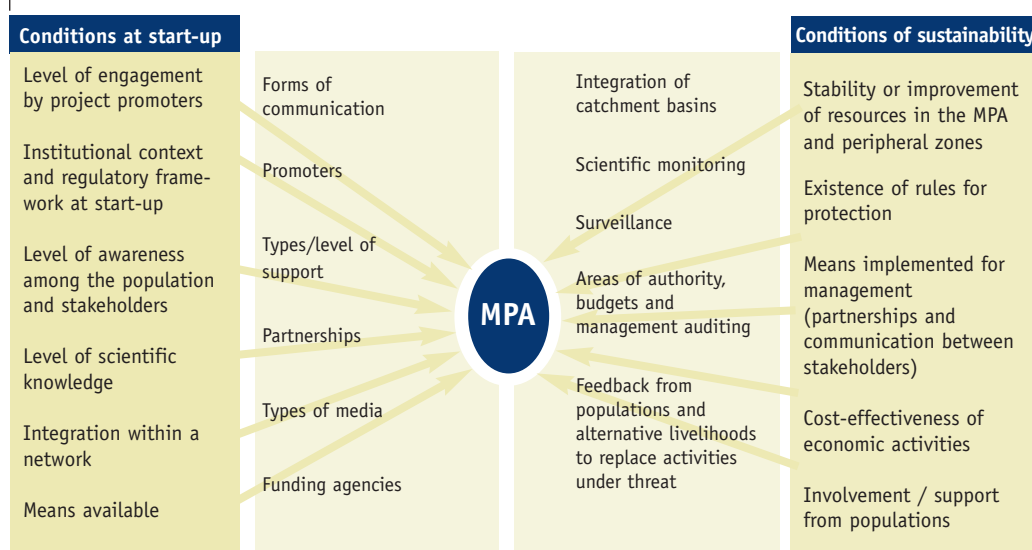 Conditions at start-up
Level of engagement
by project promoters
Institutional context
and regulatory frame-
work at start-up
Level of awareness
among the population
and stakeholders
Level of scientific
knowledge
Integration within a
network
Means available
Forms of
communication
Promoters
Types/level of
support
Partnerships
Types of media
Funding agencies
MPA
Integration of
catchment basins
Scientific monitoring
Surveillance
Areas of authority,
budgets and
management auditing
Feedback from
populations and
alternative livelihoods
to replace activities
under threat
Conditions of sustainability
Stability or improvement
of resources in the MPA
and peripheral zones
Existence of rules for
protection
Means implemented for
management
(partnerships and
communication between
stakeholders)
Cost-effectiveness of
economic activities
Involvement / support
from populations